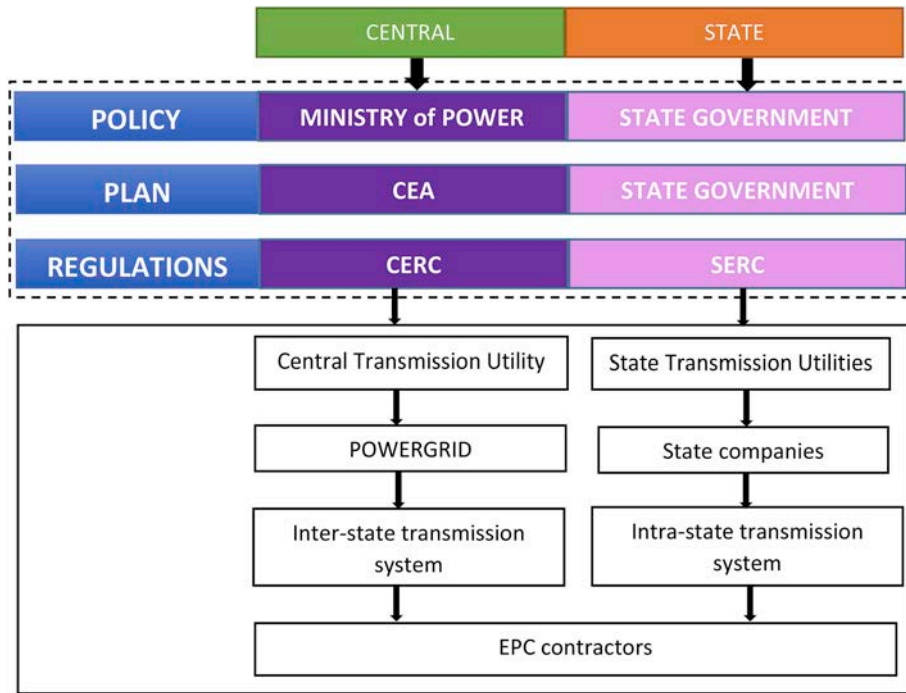 CENTRAL STATE
POLICY MINISTRY of POWER STATE GOVERNMENT
PLAN CEA STATE GOVERNMENT
REGULATIONS CERC SERC
Central Transmission Utility State Transmission Utilities
POWERGRID State companies
Inter-state transmission system Intra-state transmission system
EPC contractors